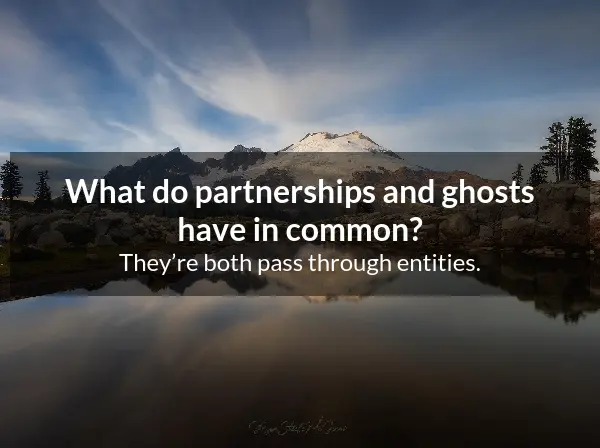 What do partnerships and ghosts
have in common?
They’re both pass through entities.